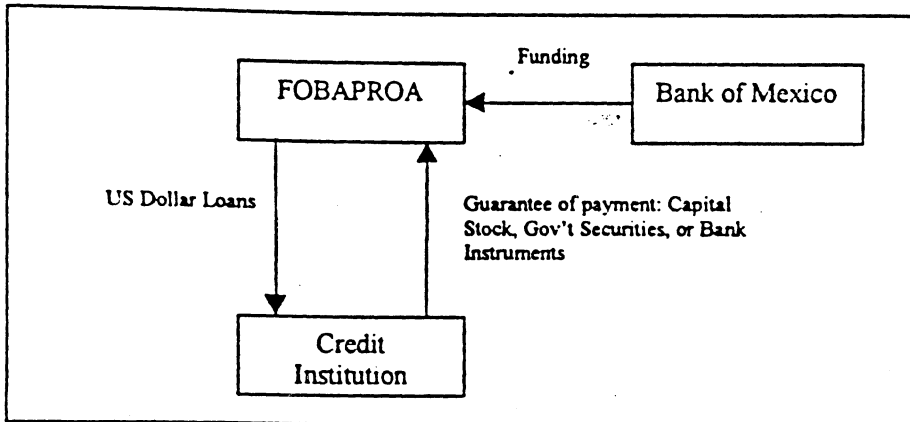 Funding
FOBAPROA
Bank of Mexico
US Dollar Loans
Guarantee of payment: Capital
Stock, Gov't Securities, or Bank
Instruments
Credit
Institution